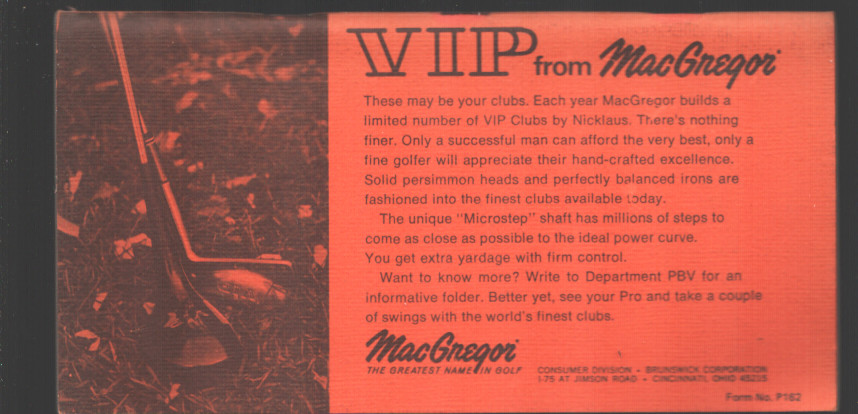 VIP from MacGregor
These may be your clubs. Each year MacGregor builds a
limited number of VIP Clubs by Nicklaus. There's nothing
finer. Only a successful man can afford the very best, only a
fine golfer will appreciate their hand-crafted excellence.
Solid persimmon heads and perfectly balanced irons are
fashioned into the finest clubs available today.
The unique "Microstep" shaft has millions of steps to
come as close as possible to the ideal power curve.
You get extra yardage with firm control.
Want to know more? Write to Department PBV for an
informative folder. Better yet, see your Pro and take a couple
of swings with the world's finest clubs.
MacGregor
THE GREATEST NAME IN GOLF
CONSUMER DIVISION - BRUNSWICK CORPORATION
I-75 AT JIMSON ROAD - CINCINNATI, OHIO 45215
Form No. P162